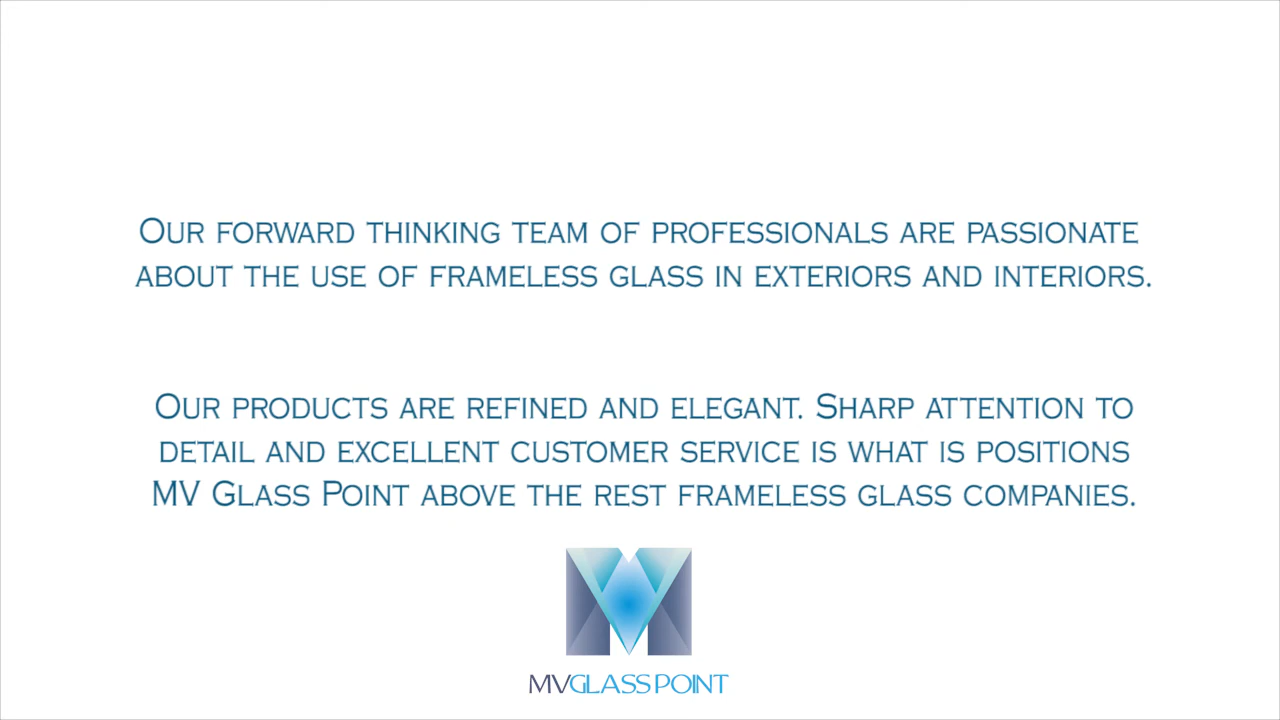 Our forward thinking team of professionals are passionate
about the use of frameless glass in exteriors and interiors.
Our products are refined and elegant. Sharp attention to
detail and excellent customer service is what is positions
MV Glass Point above the rest frameless glass companies.
MVGLASSPOINT